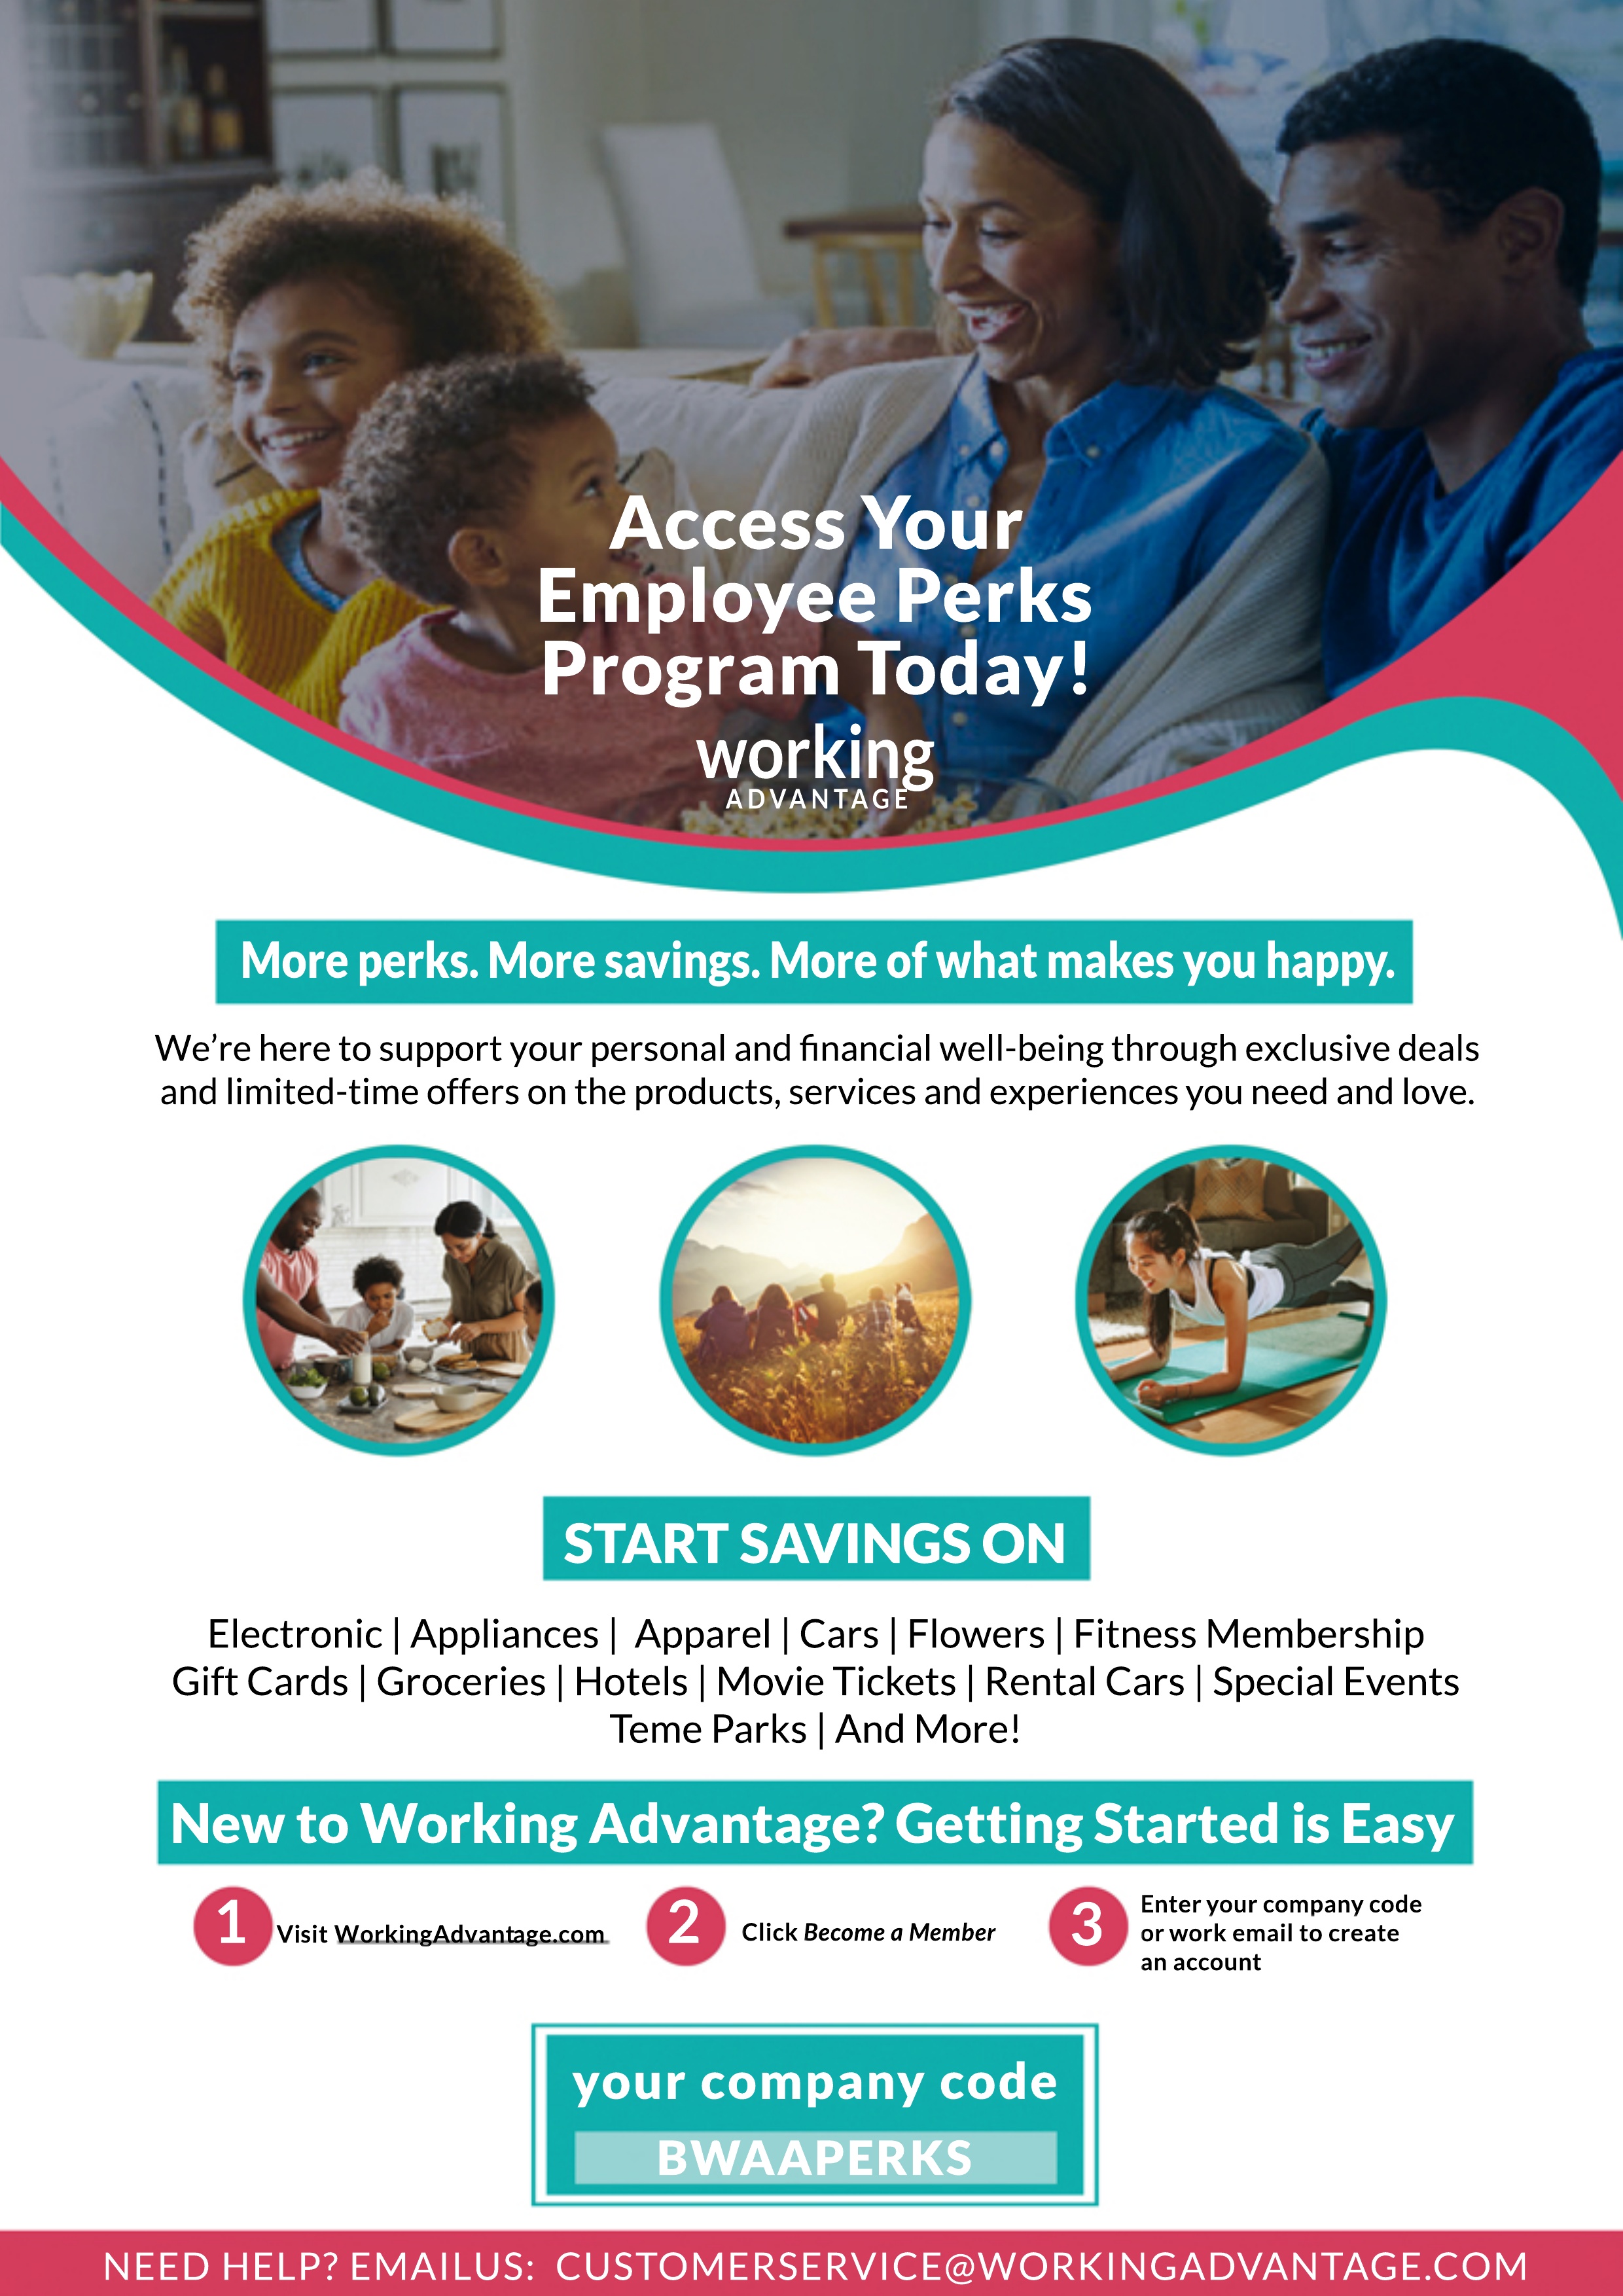 Access Your
Employee Perks
Program Today!
working
ADVANTAGE
More perks. More savings. More of what makes you happy.
We’re here to support your personal and financial well-being through exclusive deals
and limited-time offers on the products, services and experiences you need and love.
START SAVINGS ON
Electronic | Appliances | Apparel | Cars | Flowers | Fitness Membership
Gift Cards | Groceries | Hotels | Movie Tickets | Rental Cars | Special Events
Teme Parks | And More!
New to Working Advantage? Getting Started is Easy
1 Visit WorkingAdvantage.com
2 Click Become a Member
3 Enter your company code
or work email to create
an account
your company code
BWAAPERKS
NEED HELP? EMAILUS: CUSTOMERSERVICE@WORKINGADVANTAGE.COM